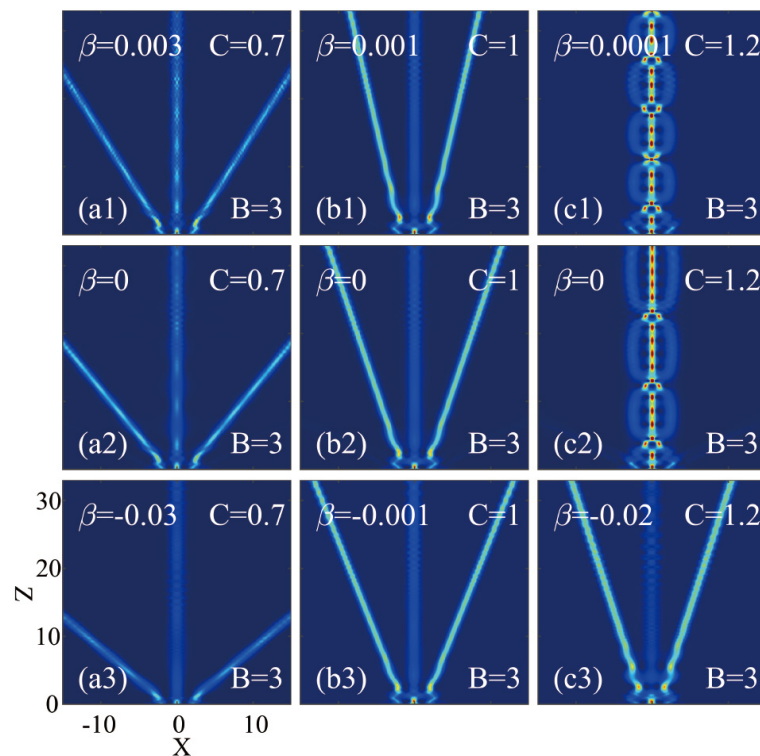 β=0.003 C=0.7
(a1) B=3
β=0.001 C=1
(b1) B=3
β=0.0001 C=1.2
(c1) B=3
β=0 C=0.7
(a2) B=3
β=0 C=1
(b2) B=3
β=0 C=1.2
(c2) B=3
β=-0.03 C=0.7
(a3) B=3
β=-0.001 C=1
(b3) B=3
β=-0.02 C=1.2
(c3) B=3
30
20
10
0
Z
-10 0 10
X